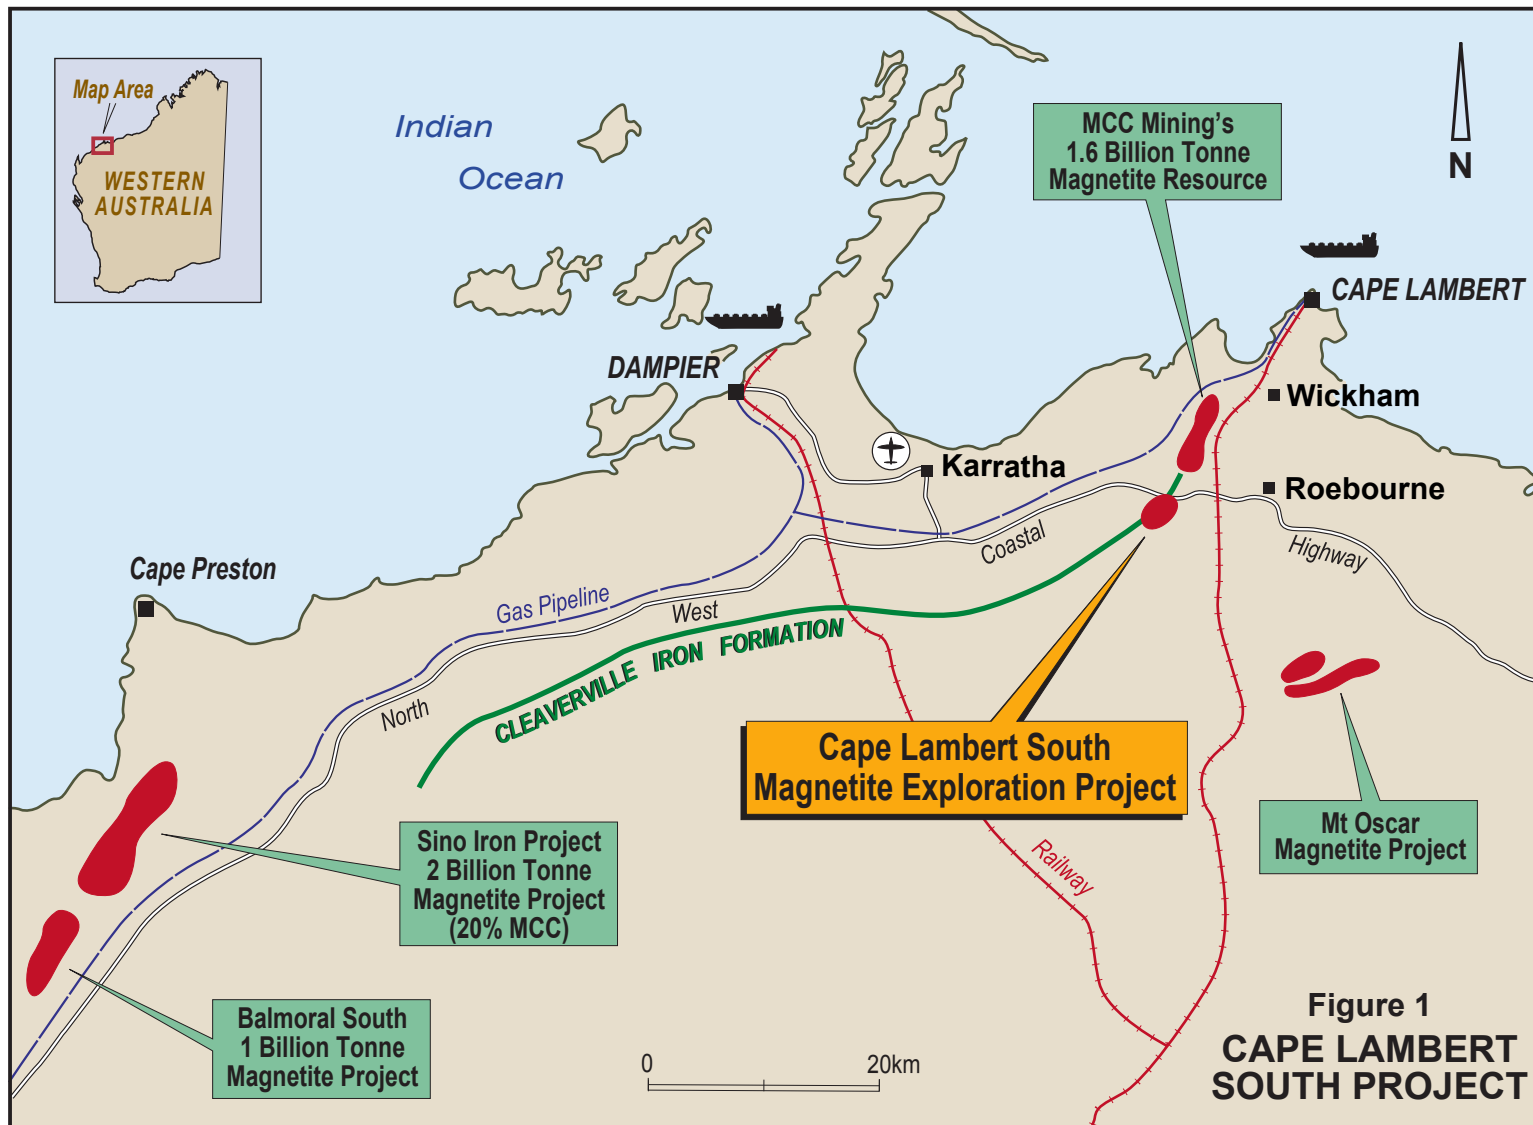 Map Area
WESTERN
AUSTRALIA
Indian
Ocean
MCC Mining's
1.6 Billion Tonne
Magnetite Resource
N
CAPE LAMBERT
DAMPIER
Wickham
Karratha
Roebourne
Coastal
Highway
Cape Preston
Gas Pipeline
West
North
CLEAVERVILLE IRON FORMATION
Cape Lambert South
Magnetite Exploration Project
Mt Oscar
Magnetite Project
Sino Iron Project
2 Billion Tonne
Magnetite Project
(20% MCC)
Railway
Balmoral South
1 Billion Tonne
Magnetite Project
0 20km
Figure 1
CAPE LAMBERT
SOUTH PROJECT